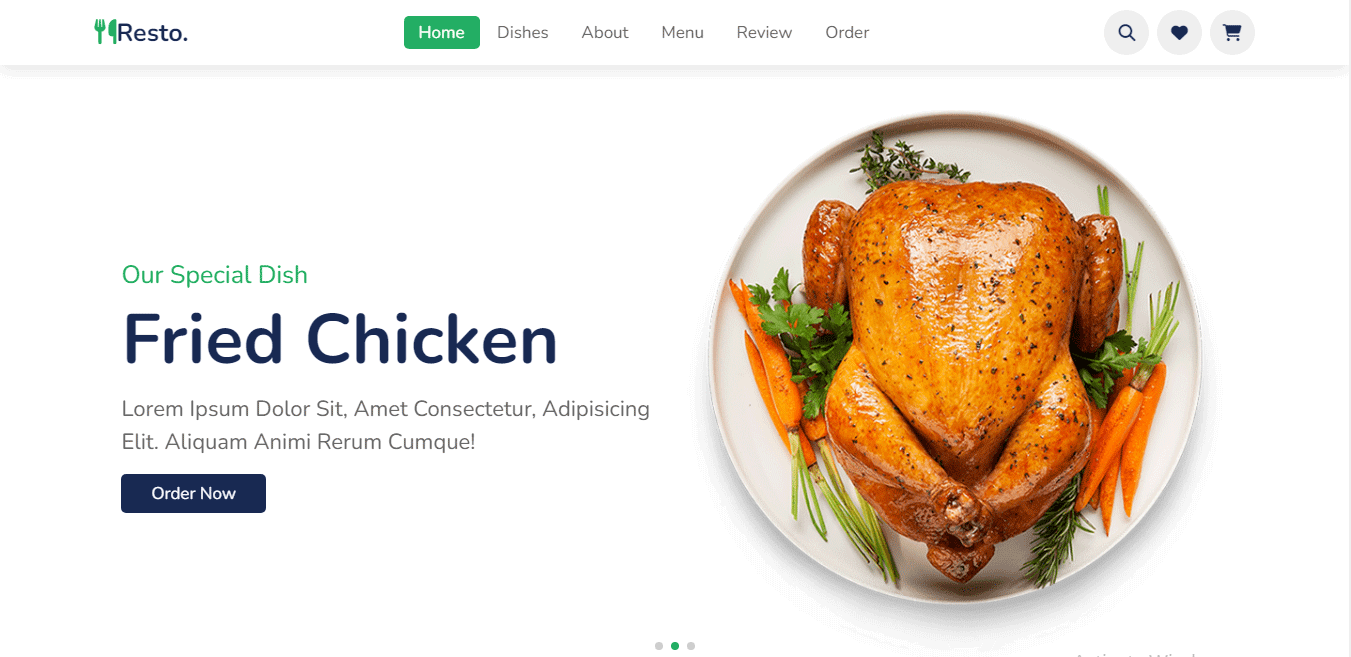 Resto.
Home Dishes About Menu Review Order
Our Special Dish
Fried Chicken
Lorem Ipsum Dolor Sit, Amet Consectetur, Adipisicing
Elit. Aliquam Animi Rerum Cumque!
Order Now